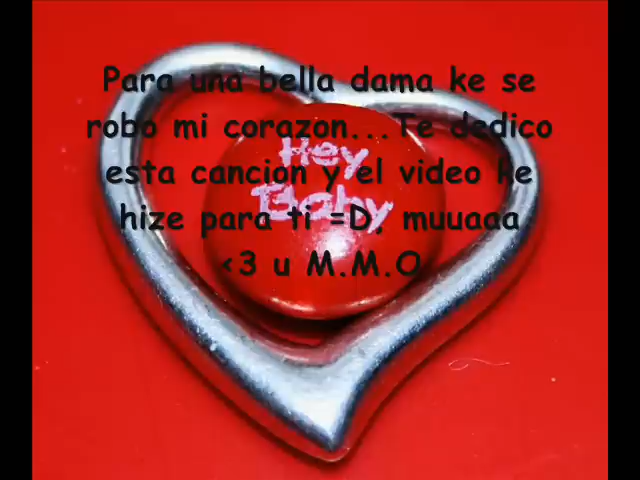 Para una bella dama ke se
robo mi corazon...Te dedico
esta cancion y el video ke
hize para ti =D, muuaaa
<3 u M.M.O
Hey
Baby